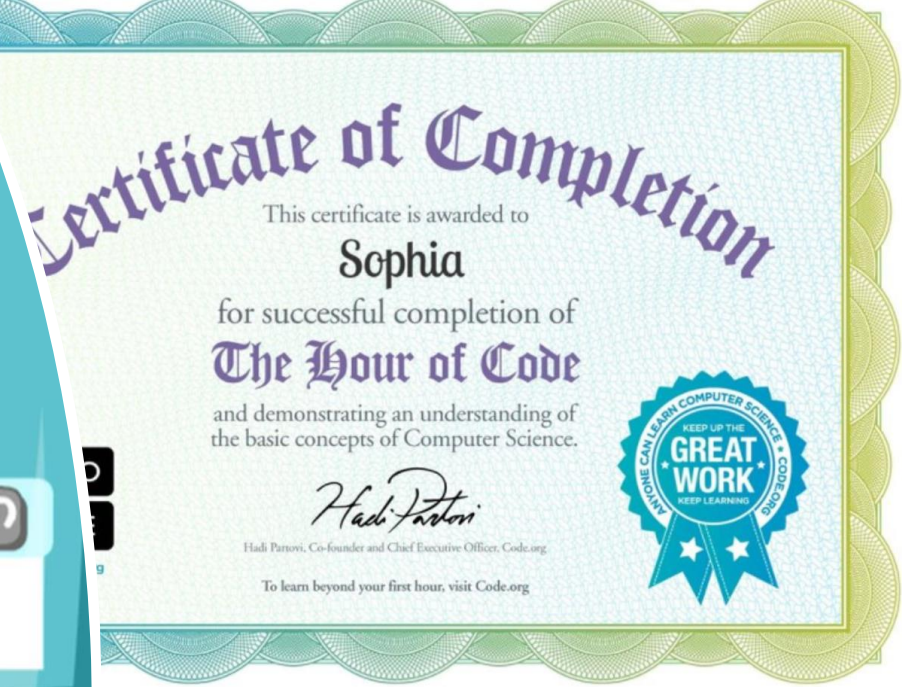 Certificate of Completion
This certificate is awarded to
Sophia
for successful completion of
The Hour of Code
and demonstrating an understanding of
the basic concepts of Computer Science.
Hadi Partovi
Hadi Partovi, Co-founder and Chief Executive Officer, Code.org
To learn beyond your first hour, visit Code.org
ANYONE CAN LEARN COMPUTER SCIENCE • CODE.ORG
KEEP UP THE
GREAT
WORK
KEEP LEARNING